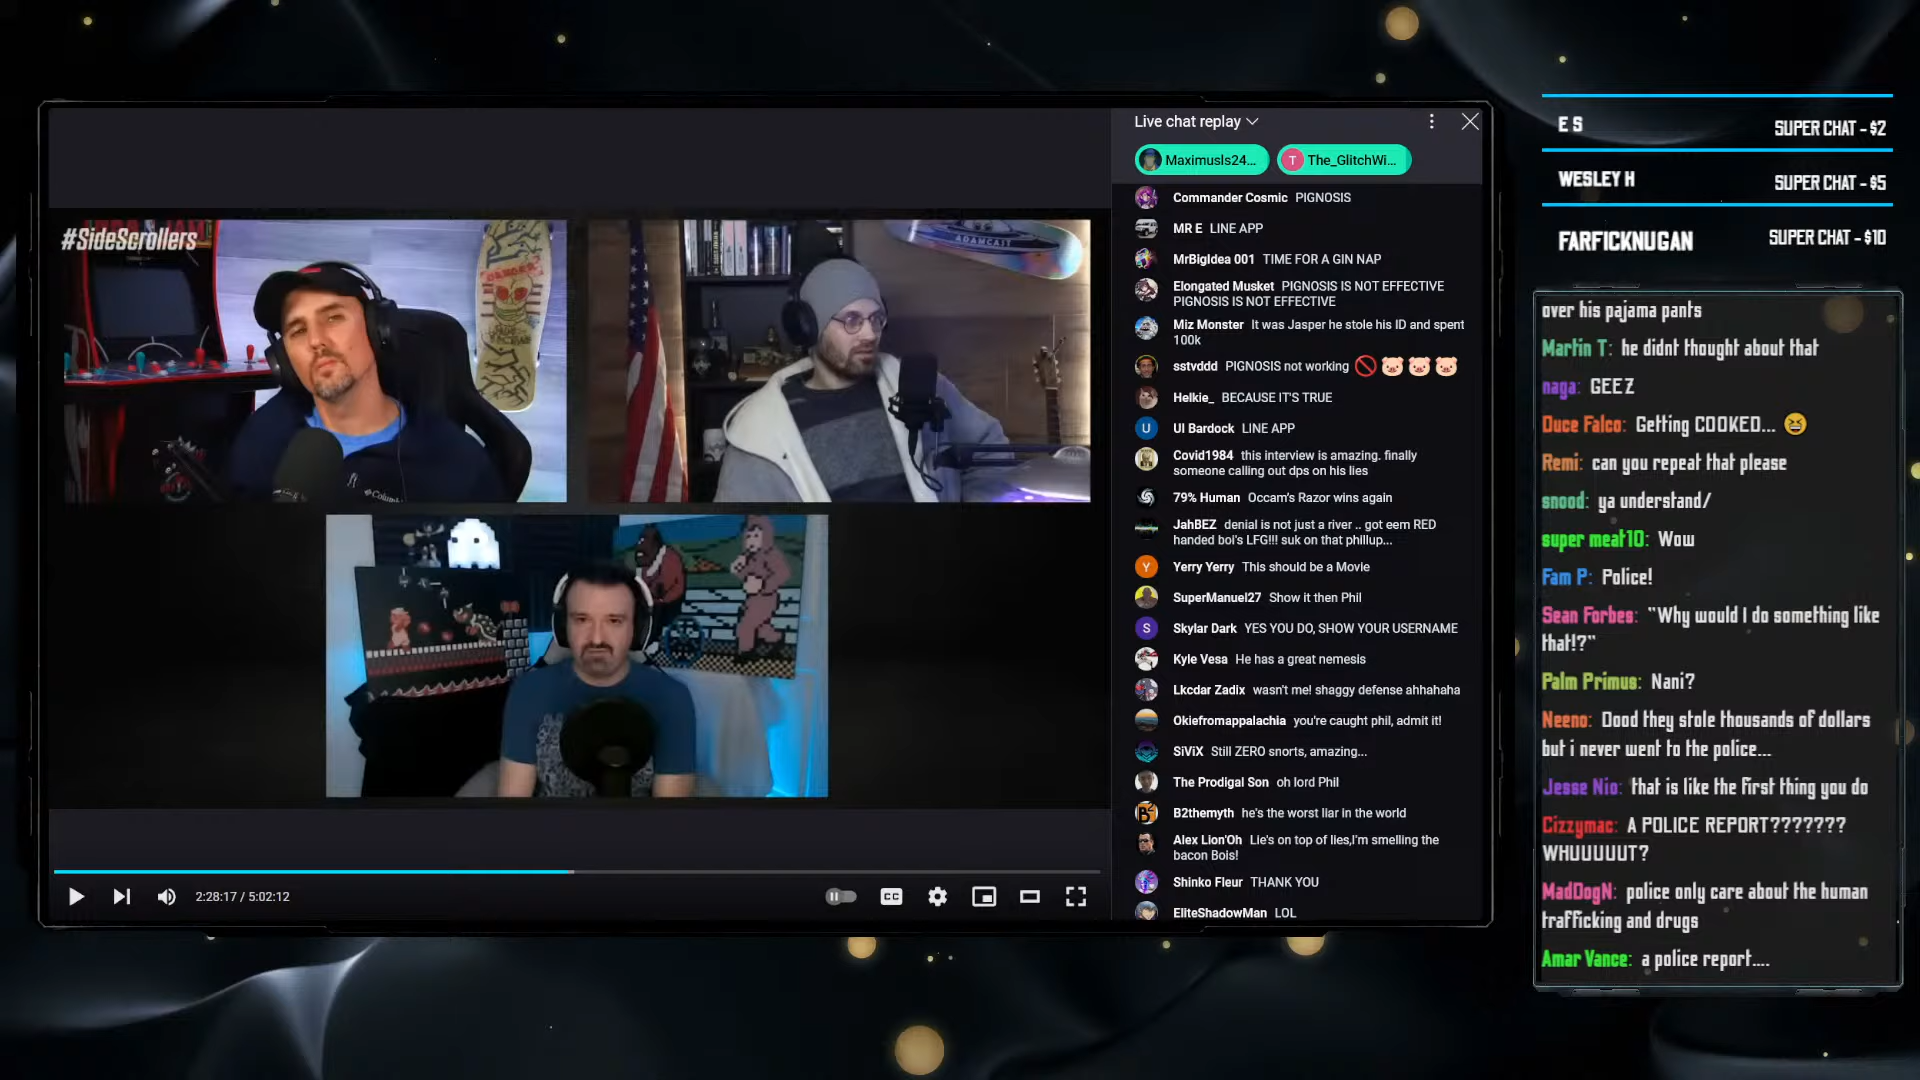 #SideScrollers
ADAMCAST
Columbia
2:28:17 / 5:02:12
CC
Live chat replay
Maximusls24...
T The_GlitchWi...
Commander Cosmic PIGNOSIS
MR E LINE APP
MrBigIdea 001 TIME FOR A GIN NAP
Elongated Musket PIGNOSIS IS NOT EFFECTIVE
PIGNOSIS IS NOT EFFECTIVE
Miz Monster It was Jasper he stole his ID and spent
100k
sstvddd PIGNOSIS not working 🚫🐷🐷🐷
Helkie_ BECAUSE IT'S TRUE
U Ul Bardock LINE APP
Covid1984 this interview is amazing. finally
someone calling out dps on his lies
79% Human Occam's Razor wins again
JahBEZ denial is not just a river .. got eem RED
handed boi's LFG!!! suk on that phillup...
Y Yerry Yerry This should be a Movie
SuperManuel27 Show it then Phil
S Skylar Dark YES YOU DO, SHOW YOUR USERNAME
Kyle Vesa He has a great nemesis
Lkcdar Zadix wasn't me! shaggy defense ahhahaha
Okiefromappalachia you're caught phil, admit it!
SiViX Still ZERO snorts, amazing...
The Prodigal Son oh lord Phil
B2themyth he's the worst liar in the world
Alex Lion'Oh Lie's on top of lies,I'm smelling the
bacon Bois!
Shinko Fleur THANK YOU
EliteShadowMan LOL
E S SUPER CHAT - $2
WESLEY H SUPER CHAT - $5
FARFICKNUGAN SUPER CHAT - $10
over his pajama pants
Martin T: he didnt thought about that
naga: GEEZ
Duce Falco: Getting COOKED... 😆
Remi: can you repeat that please
snood: ya understand/
super meat10: Wow
Fam P: Police!
Sean Forbes: "Why would I do something like
that!?"
Palm Primus: Nani?
Neeno: Dood they stole thousands of dollars
but i never went to the police...
Jesse Nio: that is like the first thing you do
Cizzymac: A POLICE REPORT???????
WHUUUUUT?
MadDogN: police only care about the human
trafficking and drugs
Amar Vance: a police report....